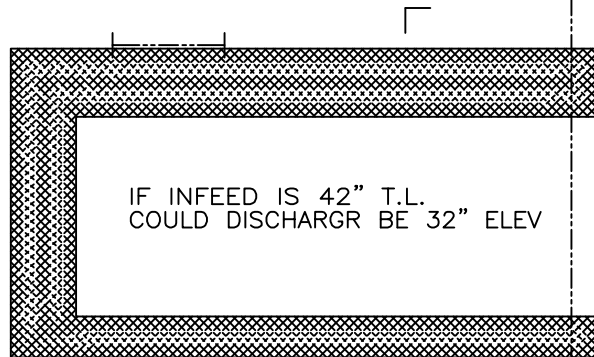 IF INFEED IS 42” T.L.
COULD DISCHARGR BE 32” ELEV